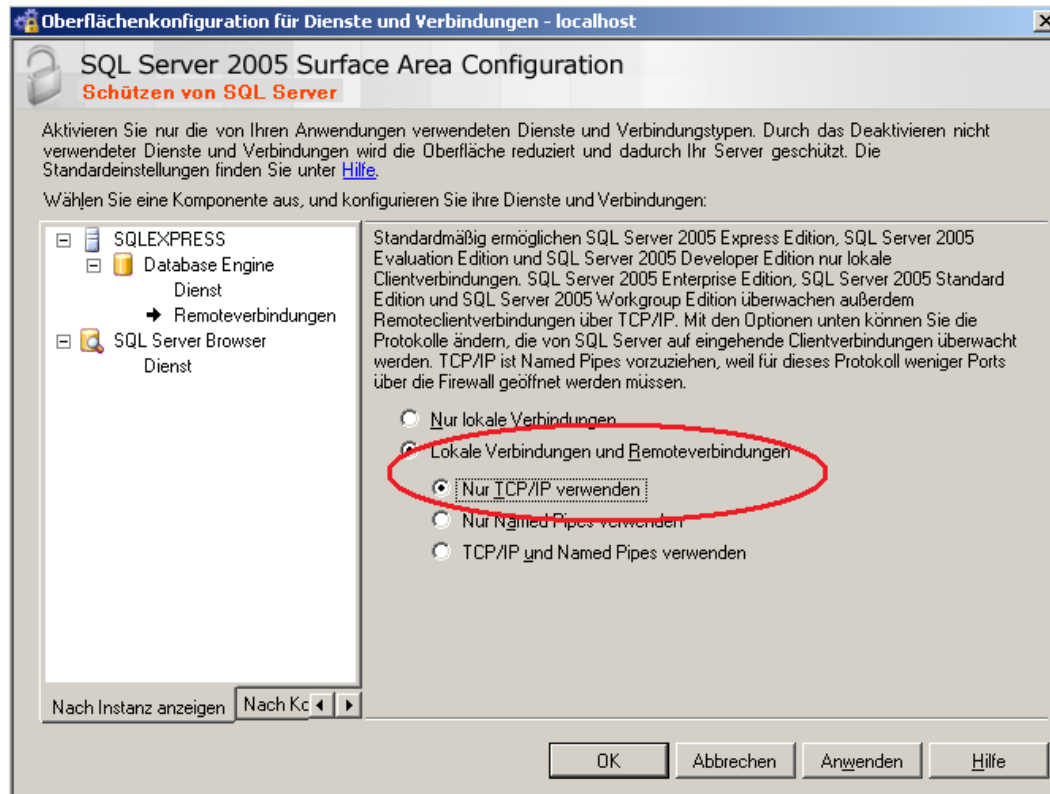 Oberflächenkonfiguration für Dienste und Verbindungen - localhost
SQL Server 2005 Surface Area Configuration
Schützen von SQL Server
Aktivieren Sie nur die von Ihren Anwendungen verwendeten Dienste und Verbindungstypen. Durch das Deaktivieren nicht
verwendeter Dienste und Verbindungen wird die Oberfläche reduziert und dadurch Ihr Server geschützt. Die
Standardeinstellungen finden Sie unter Hilfe.
Wählen Sie eine Komponente aus, und konfigurieren Sie ihre Dienste und Verbindungen:
SQLEXPRESS
Database Engine
Dienst
Remoteverbindungen
SQL Server Browser
Dienst
Standardmäßig ermöglichen SQL Server 2005 Express Edition, SQL Server 2005
Evaluation Edition und SQL Server 2005 Developer Edition nur lokale
Clientverbindungen. SQL Server 2005 Enterprise Edition, SQL Server 2005 Standard
Edition und SQL Server 2005 Workgroup Edition überwachen außerdem
Remoteclientverbindungen über TCP/IP. Mit den Optionen unten können Sie die
Protokolle ändern, die von SQL Server auf eingehende Clientverbindungen überwacht
werden. TCP/IP ist Named Pipes vorzuziehen, weil für dieses Protokoll weniger Ports
über die Firewall geöffnet werden müssen.
Nur lokale Verbindungen
Lokale Verbindungen und Remoteverbindungen
Nur TCP/IP verwenden
Nur Named Pipes verwenden
TCP/IP und Named Pipes verwenden
Nach Instanz anzeigen
Nach Kc
OK
Abbrechen
Anwenden
Hilfe